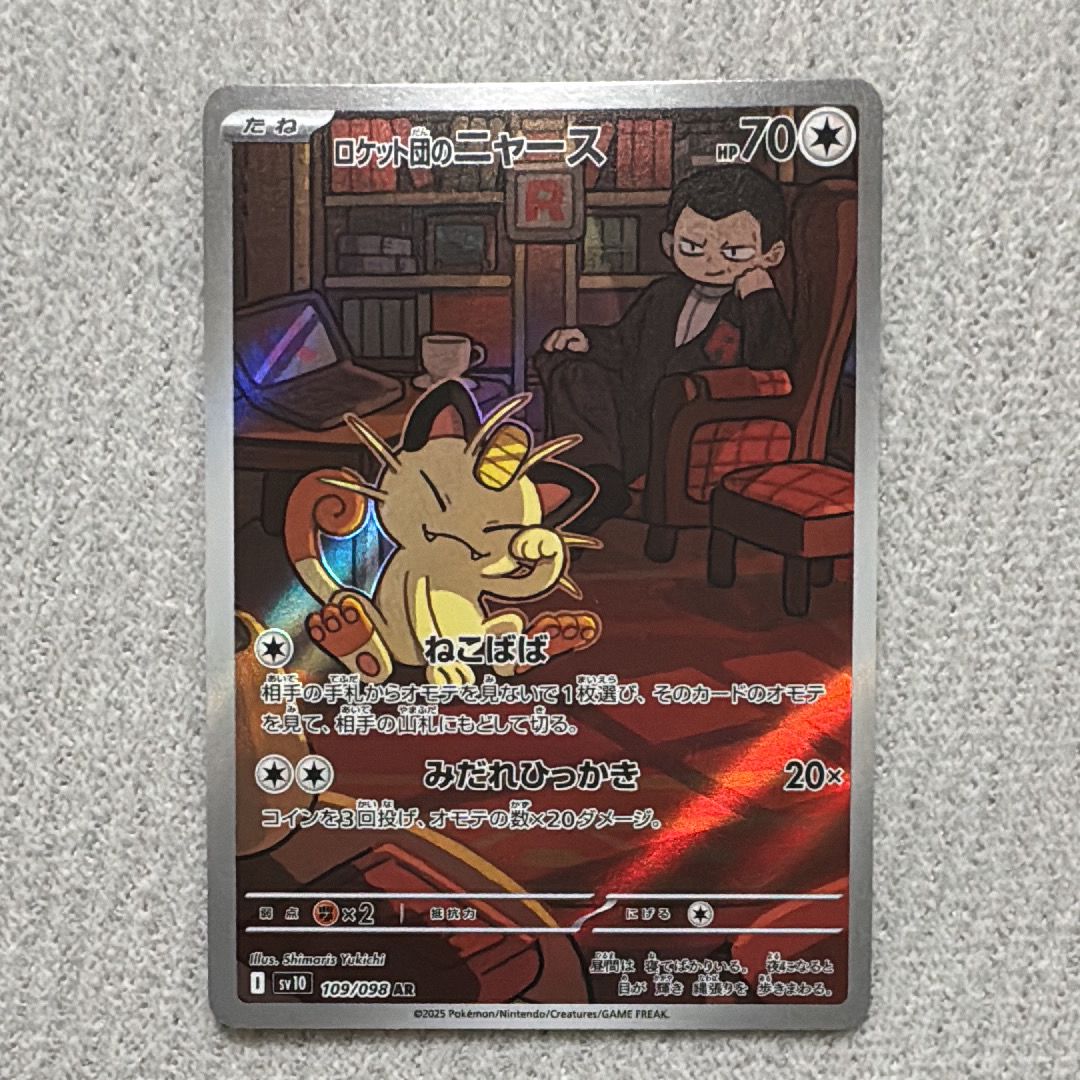 たね
ロケット団のニャース
HP70
R
ねこばば
相手の手札からオモテを見ないで1枚選び、そのカードのオモテ
を見て、相手の山札にもどして切る。
みだれひっかき 20×
コインを3回投げ、オモテの数×20ダメージ。
弱点 ×2 抵抗力 にげる
Illus. Shimaris Yukichi
昼間は 寝てばかりいる。 夜になると
目が 輝き 縄張りを 歩きまわる。
I sv10 109/098 AR
©2025 Pokémon/Nintendo/Creatures/GAME FREAK.